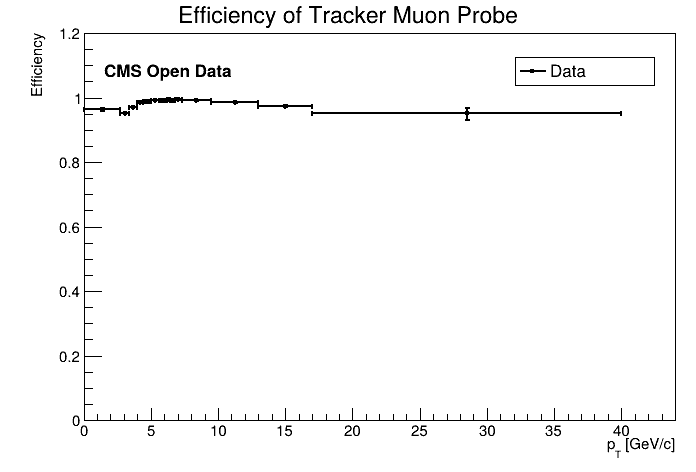 Efficiency of Tracker Muon Probe
Efficiency
1.2
1
0.8
0.6
0.4
0.2
0
CMS Open Data
Data
0 5 10 15 20 25 30 35 40
p_T [GeV/c]